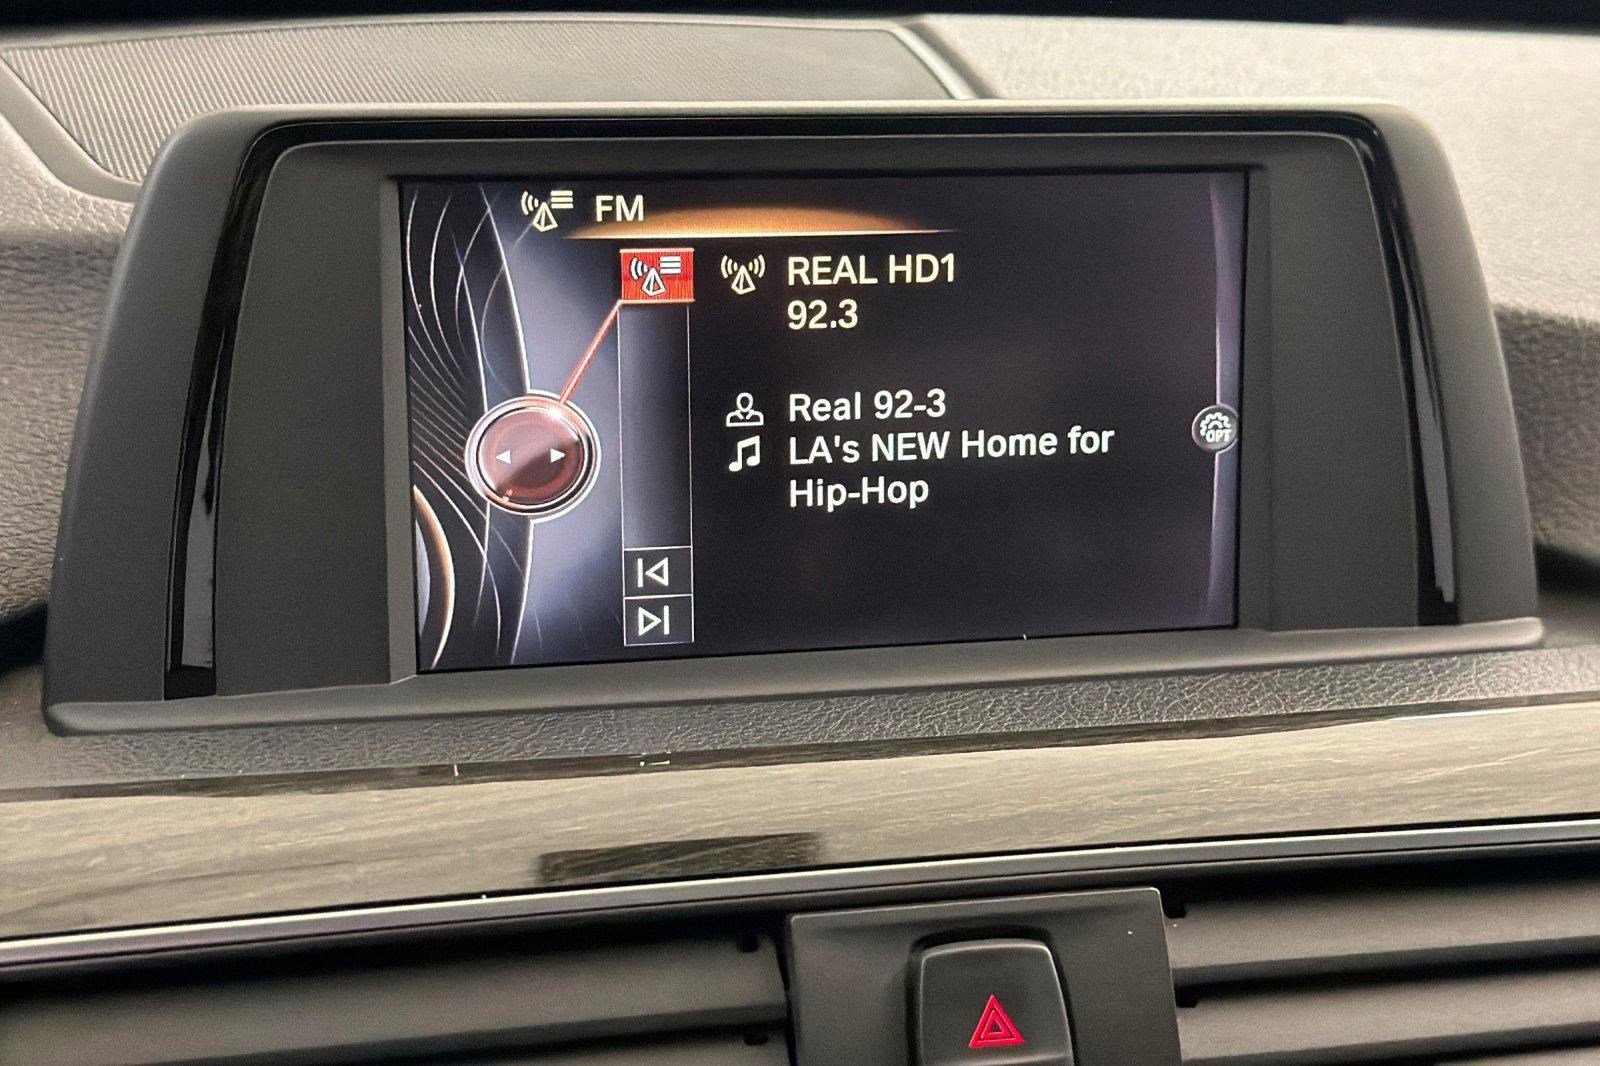 FM
REAL HD1
92.3
Real 92-3
LA's NEW Home for
Hip-Hop
OPT